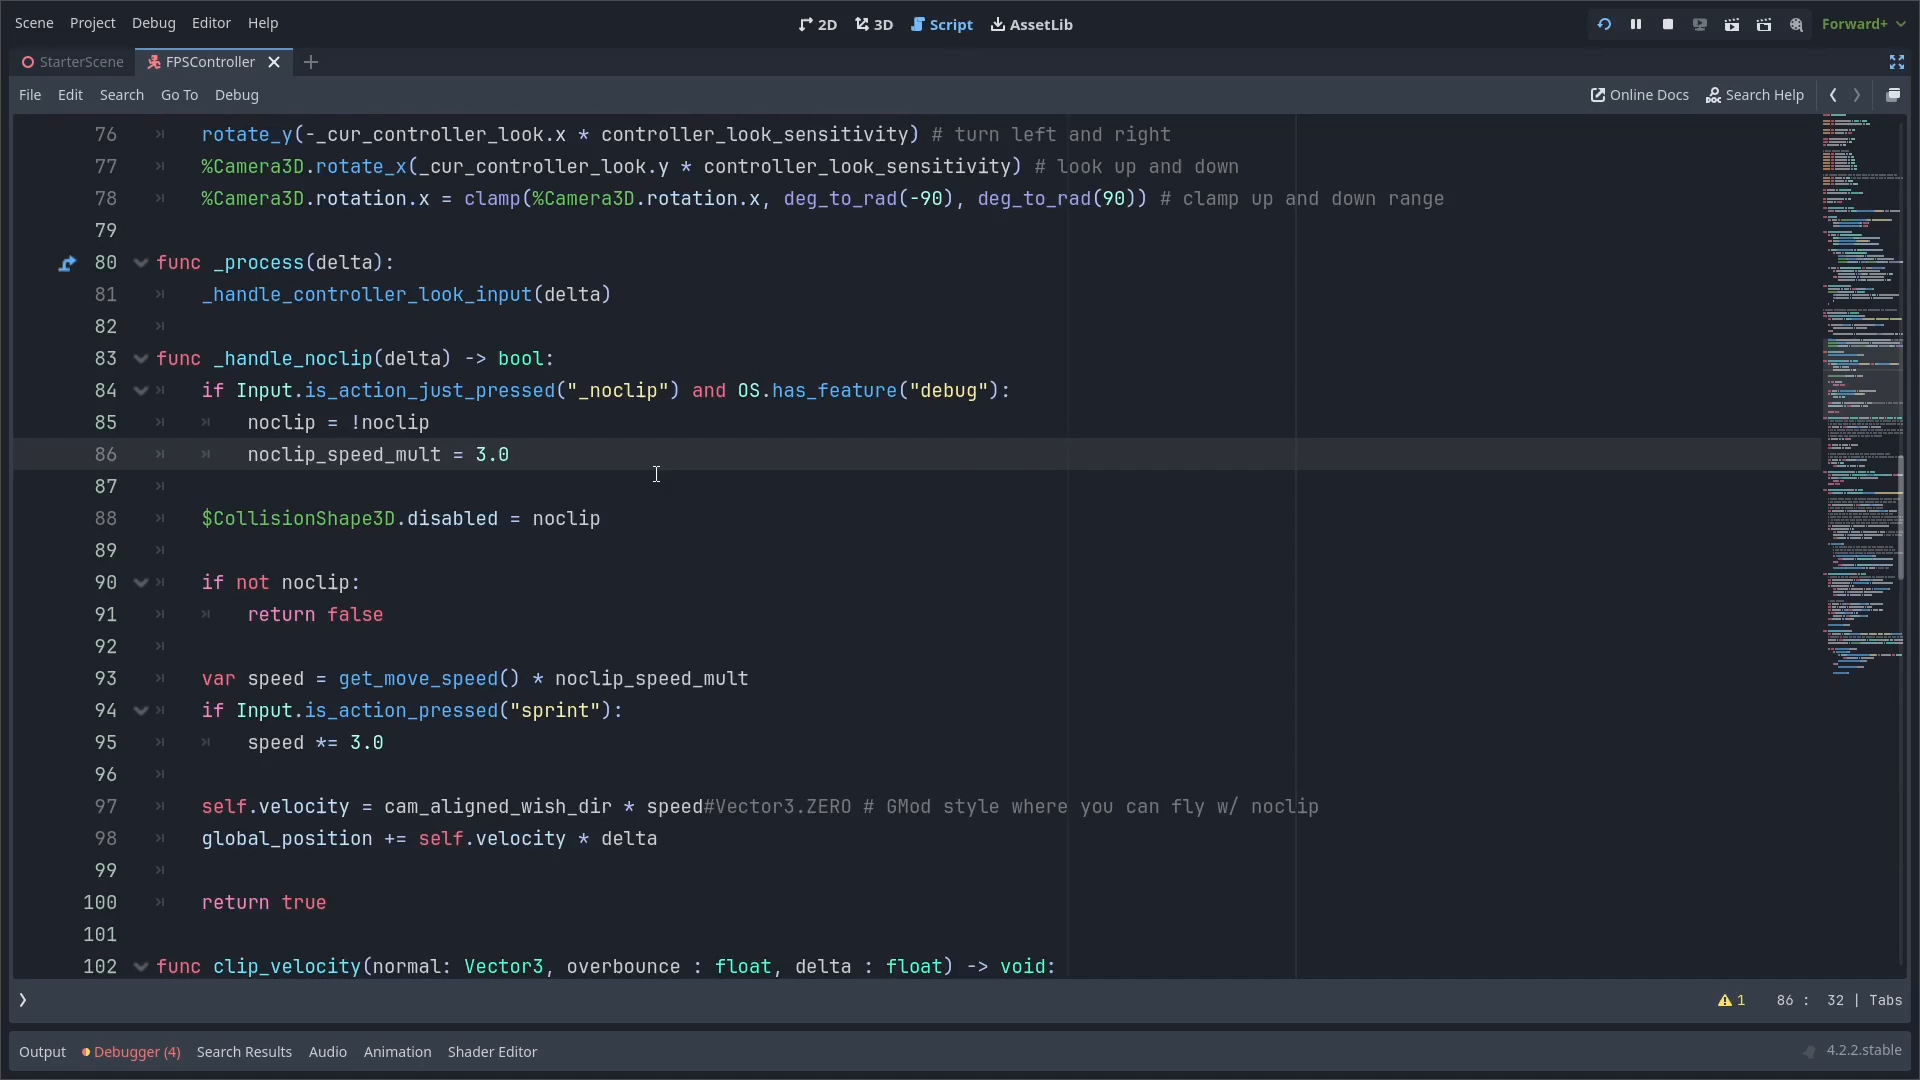 Scene Project Debug Editor Help 2D 3D Script AssetLib Forward+
StarterScene FPSController
File Edit Search Go To Debug Online Docs Search Help
76 rotate_y(-_cur_controller_look.x * controller_look_sensitivity) # turn left and right
77 %Camera3D.rotate_x(_cur_controller_look.y * controller_look_sensitivity) # look up and down
78 %Camera3D.rotation.x = clamp(%Camera3D.rotation.x, deg_to_rad(-90), deg_to_rad(90)) # clamp up and down range
79
80 func _process(delta):
81 _handle_controller_look_input(delta)
82
83 func _handle_noclip(delta) -> bool:
84 if Input.is_action_just_pressed("_noclip") and OS.has_feature("debug"):
85 noclip = !noclip
86 noclip_speed_mult = 3.0
87
88 $CollisionShape3D.disabled = noclip
89
90 if not noclip:
91 return false
92
93 var speed = get_move_speed() * noclip_speed_mult
94 if Input.is_action_pressed("sprint"):
95 speed *= 3.0
96
97 self.velocity = cam_aligned_wish_dir * speed#Vector3.ZERO # GMod style where you can fly w/ noclip
98 global_position += self.velocity * delta
99
100 return true
101
102 func clip_velocity(normal: Vector3, overbounce : float, delta : float) -> void:
1 86 : 32 | Tabs
Output Debugger (4) Search Results Audio Animation Shader Editor 4.2.2.stable